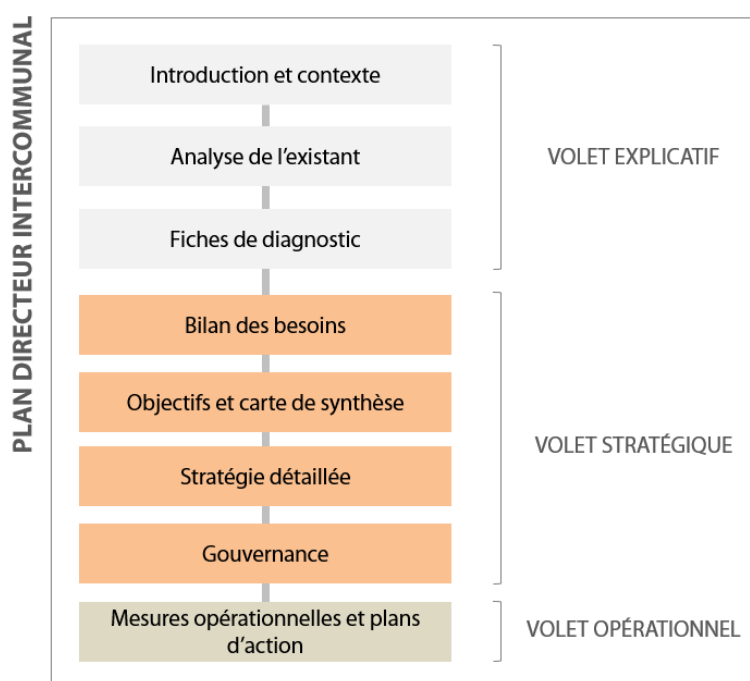 PLAN DIRECTEUR INTERCOMMUNAL
Introduction et contexte
Analyse de l'existant
Fiches de diagnostic
VOLET EXPLICATIF
Bilan des besoins
Objectifs et carte de synthèse
Stratégie détaillée
Gouvernance
VOLET STRATÉGIQUE
Mesures opérationnelles et plans
d'action
VOLET OPÉRATIONNEL